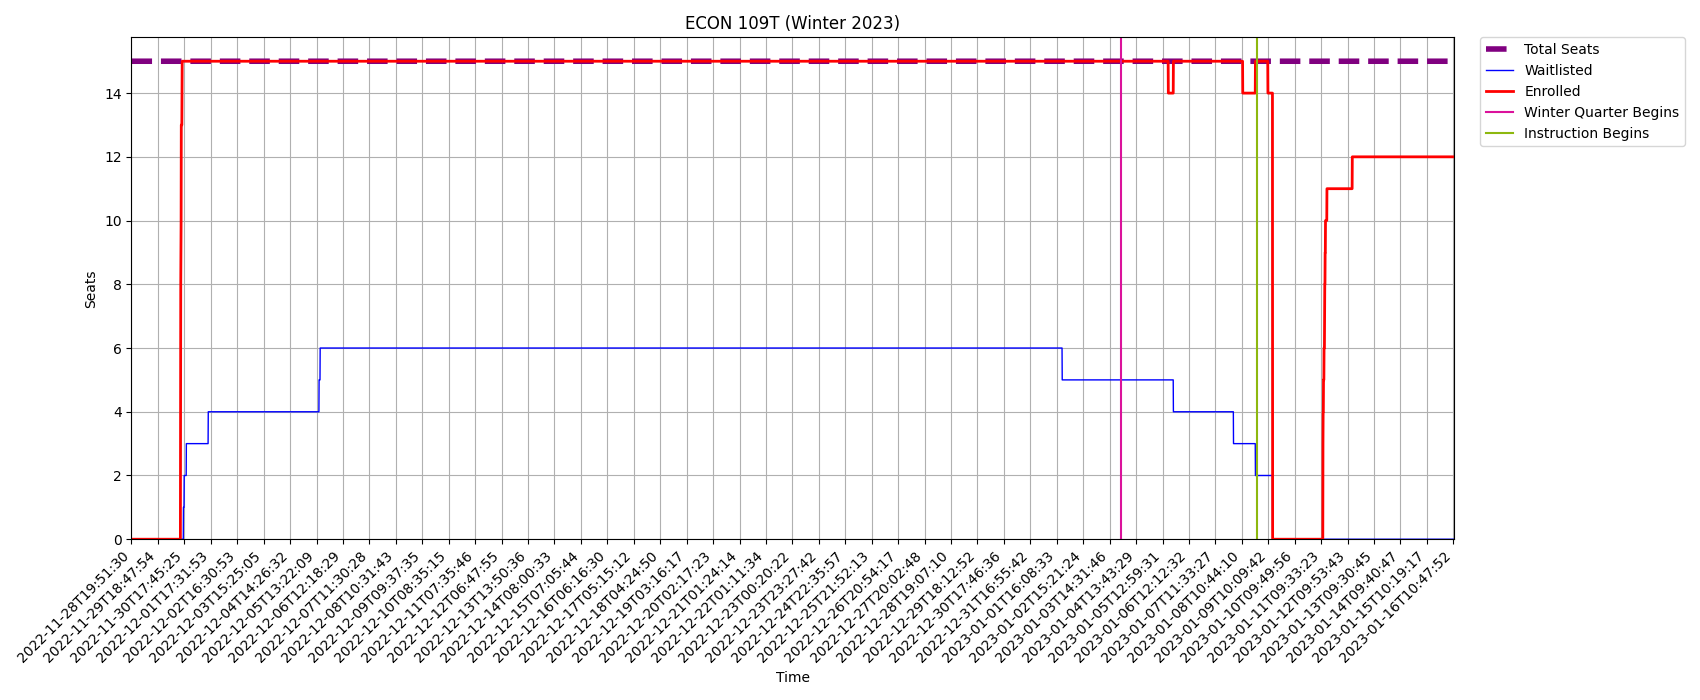 ECON 109T (Winter 2023)
Total Seats
Waitlisted
Enrolled
Winter Quarter Begins
Instruction Begins
Seats
14
12
10
8
6
4
2
0
2022-11-28T19:51:30
2022-11-29T18:47:54
2022-11-30T17:45:25
2022-12-01T17:31:53
2022-12-02T16:30:53
2022-12-03T15:25:05
2022-12-04T14:26:32
2022-12-05T13:22:09
2022-12-06T12:18:29
2022-12-07T11:30:28
2022-12-08T10:31:43
2022-12-09T09:37:35
2022-12-10T08:35:15
2022-12-11T07:35:46
2022-12-12T06:47:55
2022-12-13T13:50:36
2022-12-14T08:00:33
2022-12-15T07:05:44
2022-12-16T06:16:30
2022-12-17T05:15:12
2022-12-18T04:24:50
2022-12-19T03:16:17
2022-12-20T02:17:23
2022-12-21T01:24:14
2022-12-22T01:11:34
2022-12-23T00:20:22
2022-12-23T23:27:42
2022-12-24T22:35:57
2022-12-25T21:52:13
2022-12-26T20:54:17
2022-12-27T20:02:48
2022-12-28T19:07:10
2022-12-29T18:12:52
2022-12-30T17:46:36
2022-12-31T16:55:42
2023-01-01T16:08:33
2023-01-02T15:21:24
2023-01-03T14:31:46
2023-01-04T13:43:29
2023-01-05T12:59:31
2023-01-06T12:12:32
2023-01-07T11:33:27
2023-01-08T10:44:10
2023-01-09T10:09:42
2023-01-10T09:49:56
2023-01-11T09:33:23
2023-01-12T09:53:43
2023-01-13T09:30:45
2023-01-14T09:40:47
2023-01-15T10:19:17
2023-01-16T10:47:52
Time